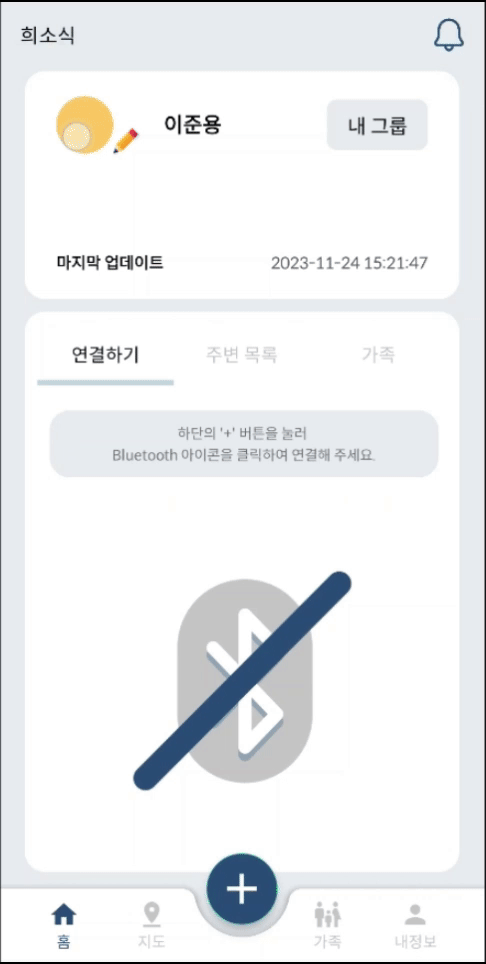 희소식
이준용
내 그룹
마지막 업데이트 2023-11-24 15:21:47
연결하기 주변 목록 가족
하단의 '+' 버튼을 눌러
Bluetooth 아이콘을 클릭하여 연결해 주세요.
홈 지도 가족 내정보